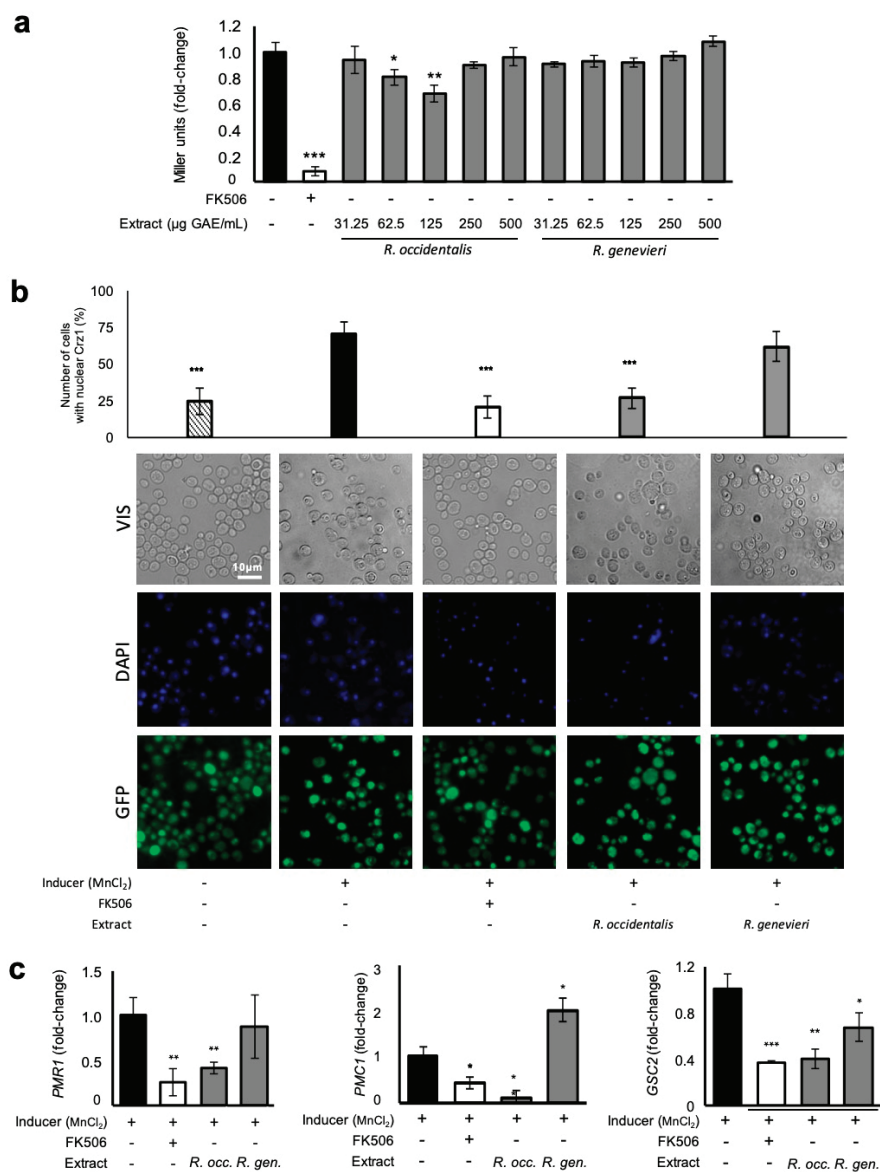 a
Miller units (fold-change)
1.2
1.0
0.8
0.6
0.4
0.2
0
***
*
**
FK506 - + - - - - - - - - - -
Extract (μg GAE/mL) - - 31.25 62.5 125 250 500 31.25 62.5 125 250 500
R. occidentalis R. genevieri
b
Number of cells
with nuclear Crz1 (%)
100
75
50
25
0
*** *** ***
VIS
10μm
DAPI
GFP
Inducer (MnCl₂) - + + + +
FK506 - - + - -
Extract - - - R. occidentalis R. genevieri
c
PMR1 (fold-change)
1.5
1.0
0.5
0
** **
Inducer (MnCl₂) + + + +
FK506 - + - -
Extract - - R. occ. R. gen.
PMC1 (fold-change)
3
2
1
0
* * *
Inducer (MnCl₂) + + + +
FK506 - + - -
Extract - - R. occ. R. gen.
GSC2 (fold-change)
1.2
0.8
0.4
0
*** ** *
Inducer (MnCl₂) + + + +
FK506 - + - -
Extract - - R. occ. R. gen.